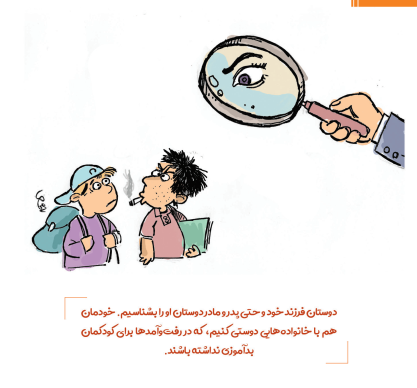 دوستان فرزند خود و حتی پدر و مادر دوستان او را بشناسیم. خودمان
هم با خانواده‌هایی دوستی کنیم، که در رفت‌وآمدها برای کودکمان
بدآموزی نداشته باشند.